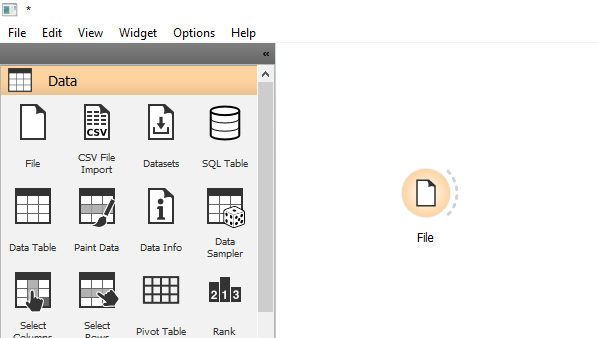 *
File Edit View Widget Options Help
«
Data
File
CSV
CSV File
Import
Datasets
SQL Table
Data Table
Paint Data
Data Info
Data
Sampler
Select
Columns
Select
Rows
Pivot Table
2 1 3
Rank
File